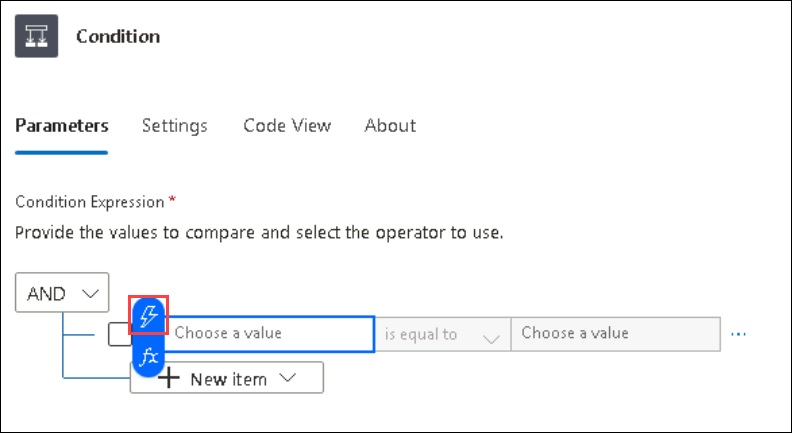 Condition
Parameters Settings Code View About
Condition Expression *
Provide the values to compare and select the operator to use.
AND
Choose a value is equal to Choose a value ...
fx
New item